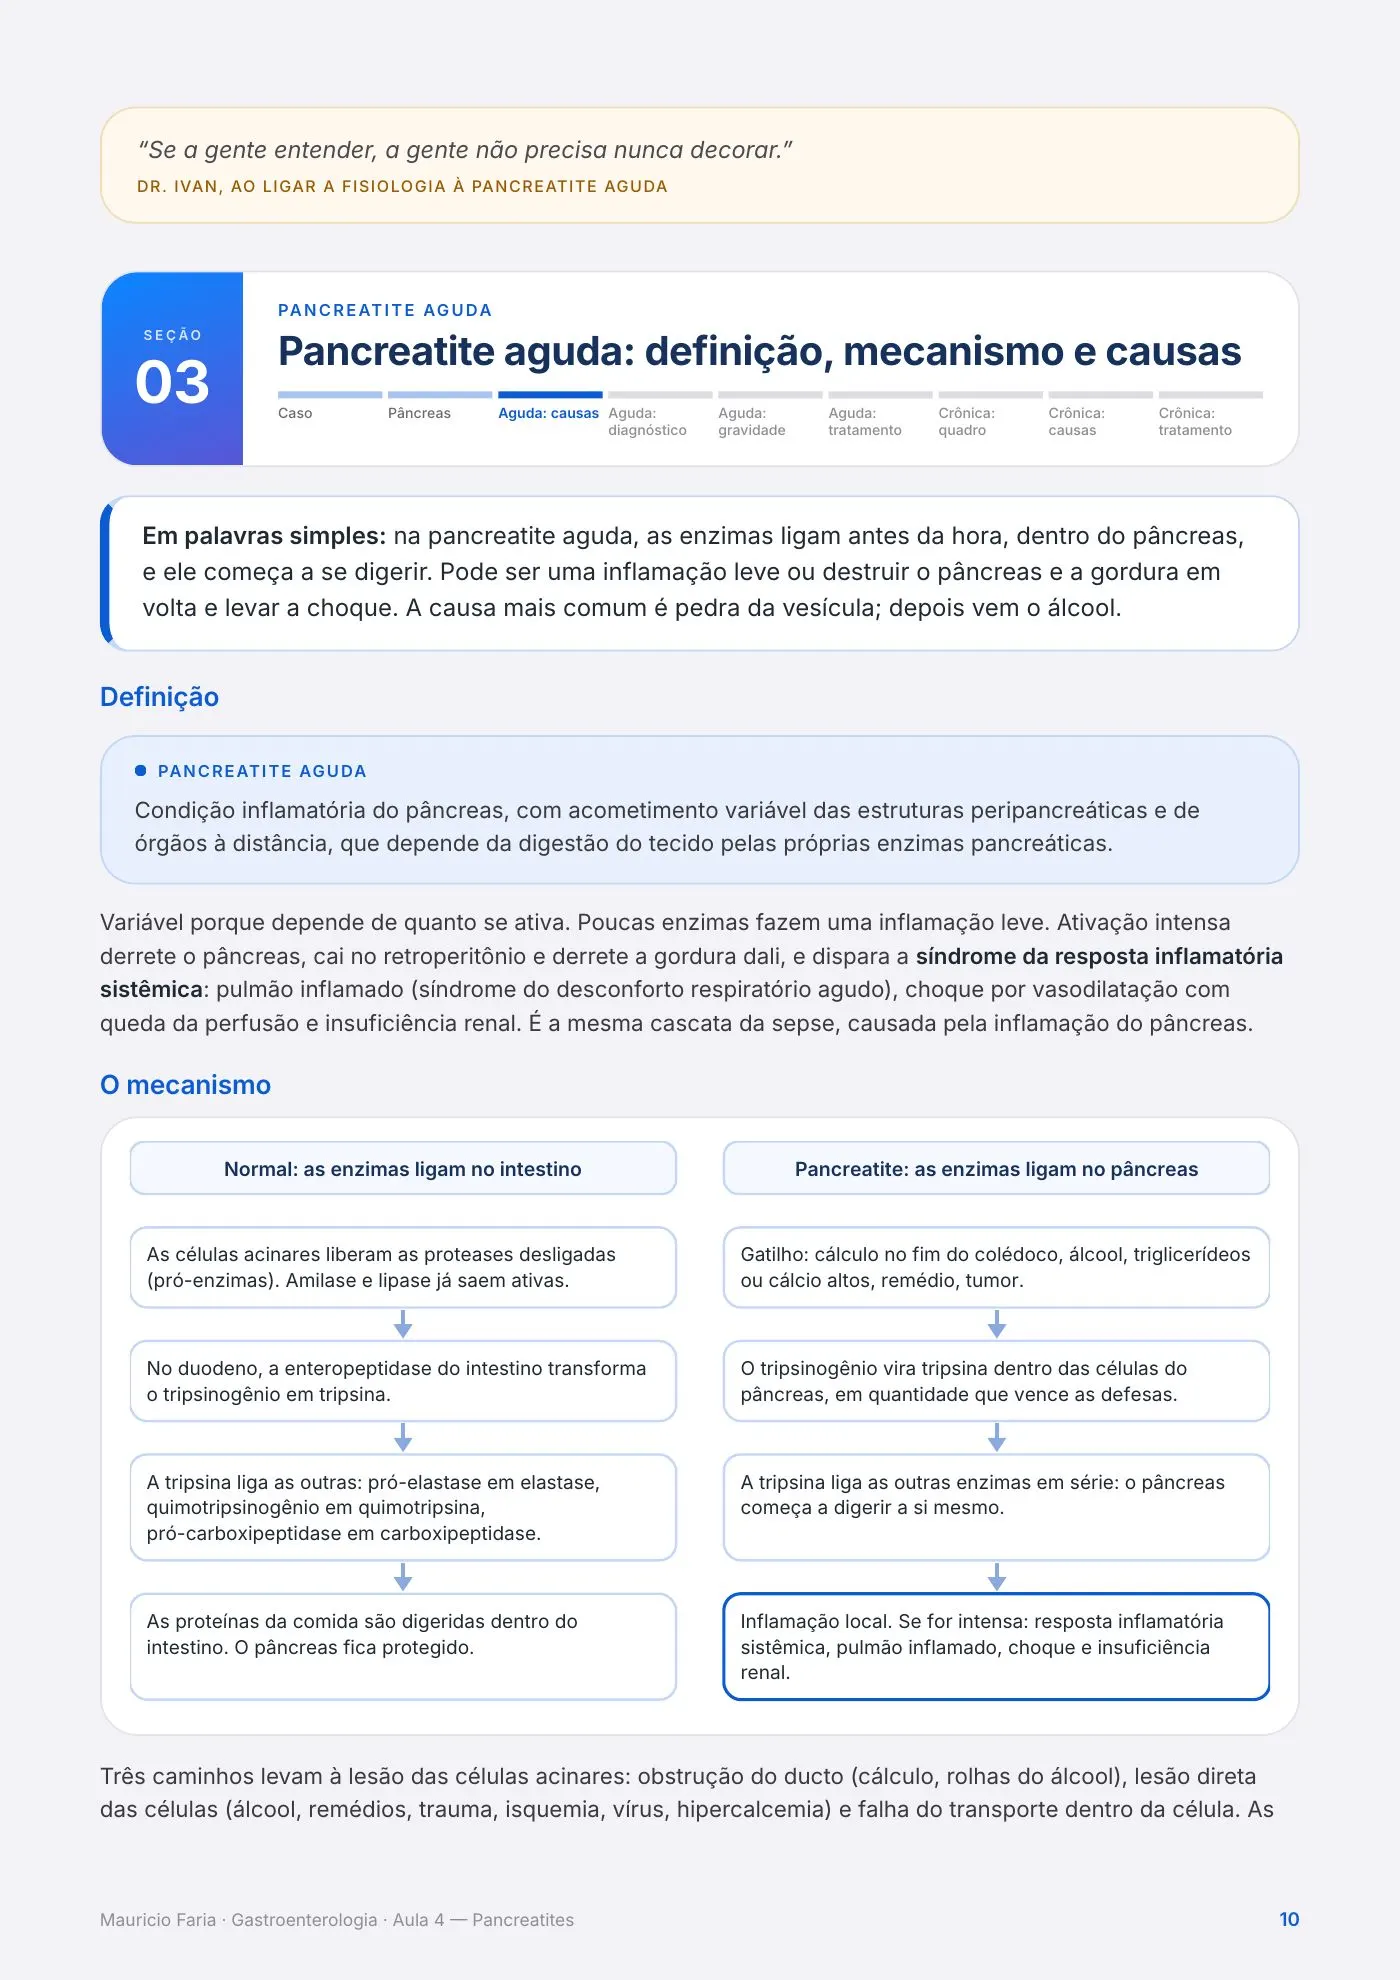 “Se a gente entender, a gente não precisa nunca decorar.”
DR. IVAN, AO LIGAR A FISIOLOGIA À PANCREATITE AGUDA
SEÇÃO
03
PANCREATITE AGUDA
Pancreatite aguda: definição, mecanismo e causas
Caso
Pâncreas
Aguda: causas
Aguda:
diagnóstico
Aguda:
gravidade
Aguda:
tratamento
Crônica:
quadro
Crônica:
causas
Crônica:
tratamento
Em palavras simples: na pancreatite aguda, as enzimas ligam antes da hora, dentro do pâncreas,
e ele começa a se digerir. Pode ser uma inflamação leve ou destruir o pâncreas e a gordura em
volta e levar a choque. A causa mais comum é pedra da vesícula; depois vem o álcool.
Definição
PANCREATITE AGUDA
Condição inflamatória do pâncreas, com acometimento variável das estruturas peripancreáticas e de
órgãos à distância, que depende da digestão do tecido pelas próprias enzimas pancreáticas.
Variável porque depende de quanto se ativa. Poucas enzimas fazem uma inflamação leve. Ativação intensa
derrete o pâncreas, cai no retroperitônio e derrete a gordura dali, e dispara a síndrome da resposta inflamatória
sistêmica: pulmão inflamado (síndrome do desconforto respiratório agudo), choque por vasodilatação com
queda da perfusão e insuficiência renal. É a mesma cascata da sepse, causada pela inflamação do pâncreas.
O mecanismo
Normal: as enzimas ligam no intestino
As células acinares liberam as proteases desligadas
(pró-enzimas). Amilase e lipase já saem ativas.
No duodeno, a enteropeptidase do intestino transforma
o tripsinogênio em tripsina.
A tripsina liga as outras: pró-elastase em elastase,
quimotripsinogênio em quimotripsina,
pró-carboxipeptidase em carboxipeptidase.
As proteínas da comida são digeridas dentro do
intestino. O pâncreas fica protegido.
Pancreatite: as enzimas ligam no pâncreas
Gatilho: cálculo no fim do colédoco, álcool, triglicerídeos
ou cálcio altos, remédio, tumor.
O tripsinogênio vira tripsina dentro das células do
pâncreas, em quantidade que vence as defesas.
A tripsina liga as outras enzimas em série: o pâncreas
começa a digerir a si mesmo.
Inflamação local. Se for intensa: resposta inflamatória
sistêmica, pulmão inflamado, choque e insuficiência
renal.
Três caminhos levam à lesão das células acinares: obstrução do ducto (cálculo, rolhas do álcool), lesão direta
das células (álcool, remédios, trauma, isquemia, vírus, hipercalcemia) e falha do transporte dentro da célula. As
Mauricio Faria · Gastroenterologia · Aula 4 — Pancreatites
10